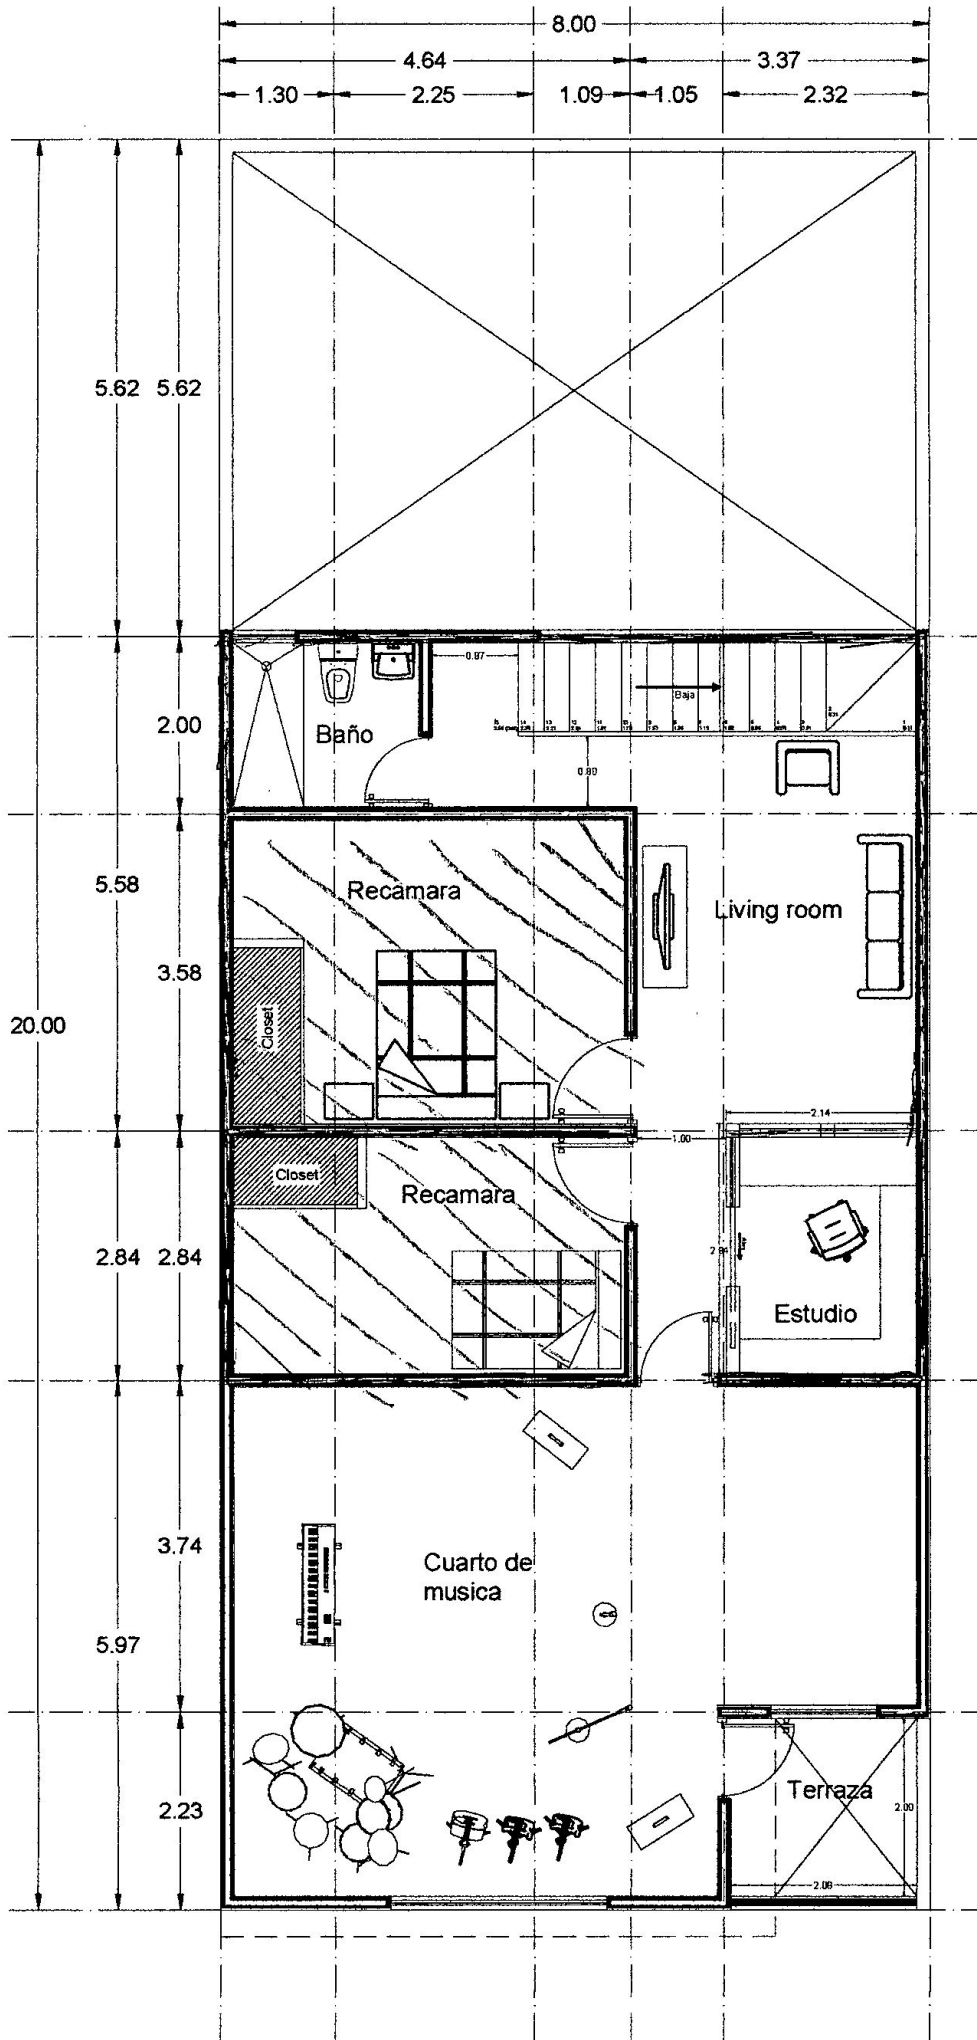 8.00
4.64
3.37
1.30
2.25
1.09
1.05
2.32
5.62
5.62
0.97
Baja
2.00
Baño
0.80
5.58
Recamara
Living room
3.58
Closet
20.00
2.14
1.00
Closet
Recamara
2.84
2.84
Estudio
3.74
Cuarto de
musica
5.97
2.23
Terraza
2.00
2.08